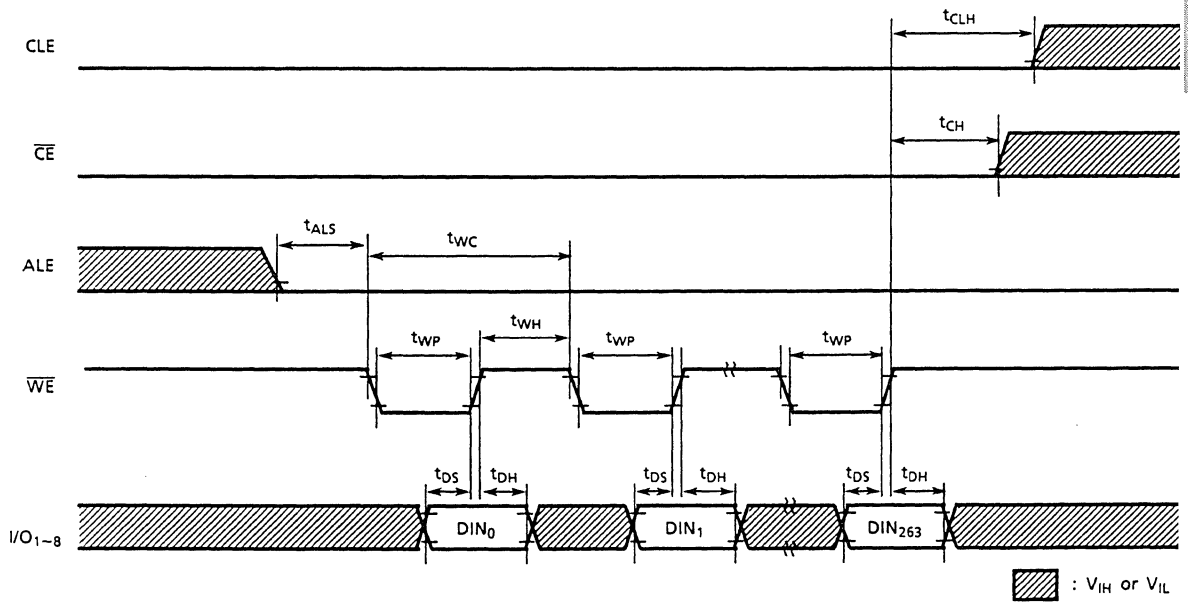 CLE
tCLH
CE
tCH
ALE
tALS
tWC
WE
tWP
tWH
tWP
tWP
I/O1~8
tDS
tDH
tDS
tDH
tDS
tDH
DIN0
DIN1
DIN263
: VIH or VIL